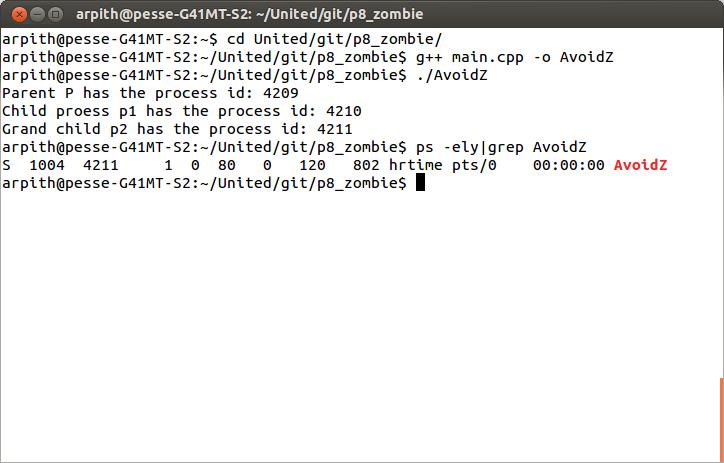 arpith@pesse-G41MT-S2: ~/United/git/p8_zombie
arpith@pesse-G41MT-S2:~$ cd United/git/p8_zombie/
arpith@pesse-G41MT-S2:~/United/git/p8_zombie$ g++ main.cpp -o AvoidZ
arpith@pesse-G41MT-S2:~/United/git/p8_zombie$ ./AvoidZ
Parent P has the process id: 4209
Child proess p1 has the process id: 4210
Grand child p2 has the process id: 4211
arpith@pesse-G41MT-S2:~/United/git/p8_zombie$ ps -ely|grep AvoidZ
S  1004  4211     1  0  80   0   120   802 hrtime pts/0    00:00:00 AvoidZ
arpith@pesse-G41MT-S2:~/United/git/p8_zombie$